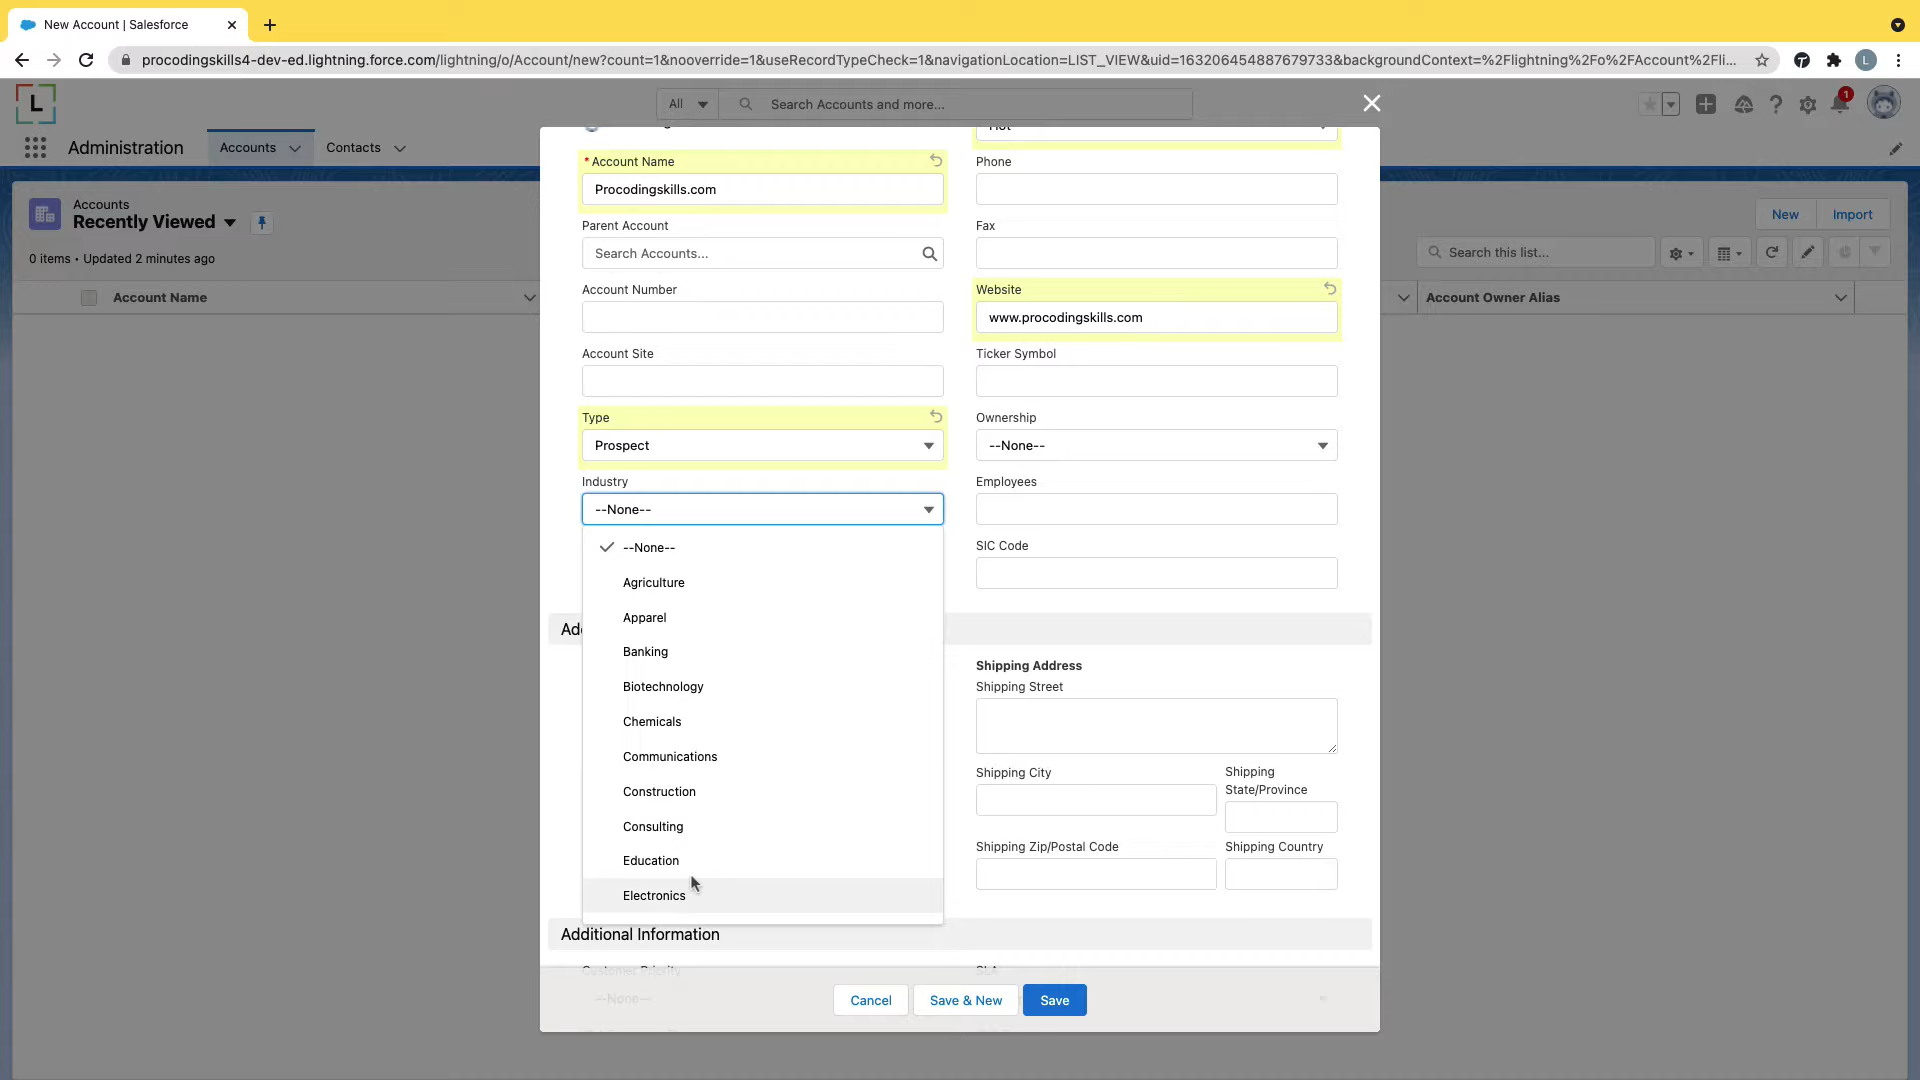 New Account | Salesforce
procodingskills4-dev-ed.lightning.force.com/lightning/o/Account/new?count=1&nooverride=1&useRecordTypeCheck=1&navigationLocation=LIST_VIEW&uid=163206454887679733&backgroundContext=%2Flightning%2Fo%2FAccount%2Fli...
L
L
All
Search Accounts and more...
1
Administration
Accounts
Contacts
Accounts
Recently Viewed
New
Import
0 items • Updated 2 minutes ago
Search this list...
Account Name
Account Owner Alias
Hot
* Account Name
Procodingskills.com
Phone
Parent Account
Search Accounts...
Fax
Account Number
Website
www.procodingskills.com
Account Site
Ticker Symbol
Type
Prospect
Ownership
--None--
Industry
--None--
Employees
--None--
Agriculture
Apparel
Banking
Biotechnology
Chemicals
Communications
Construction
Consulting
Education
Electronics
SIC Code
Shipping Address
Shipping Street
Shipping City
Shipping State/Province
Shipping Zip/Postal Code
Shipping Country
Additional Information
Customer Priority
SLA
--None--
Cancel
Save & New
Save